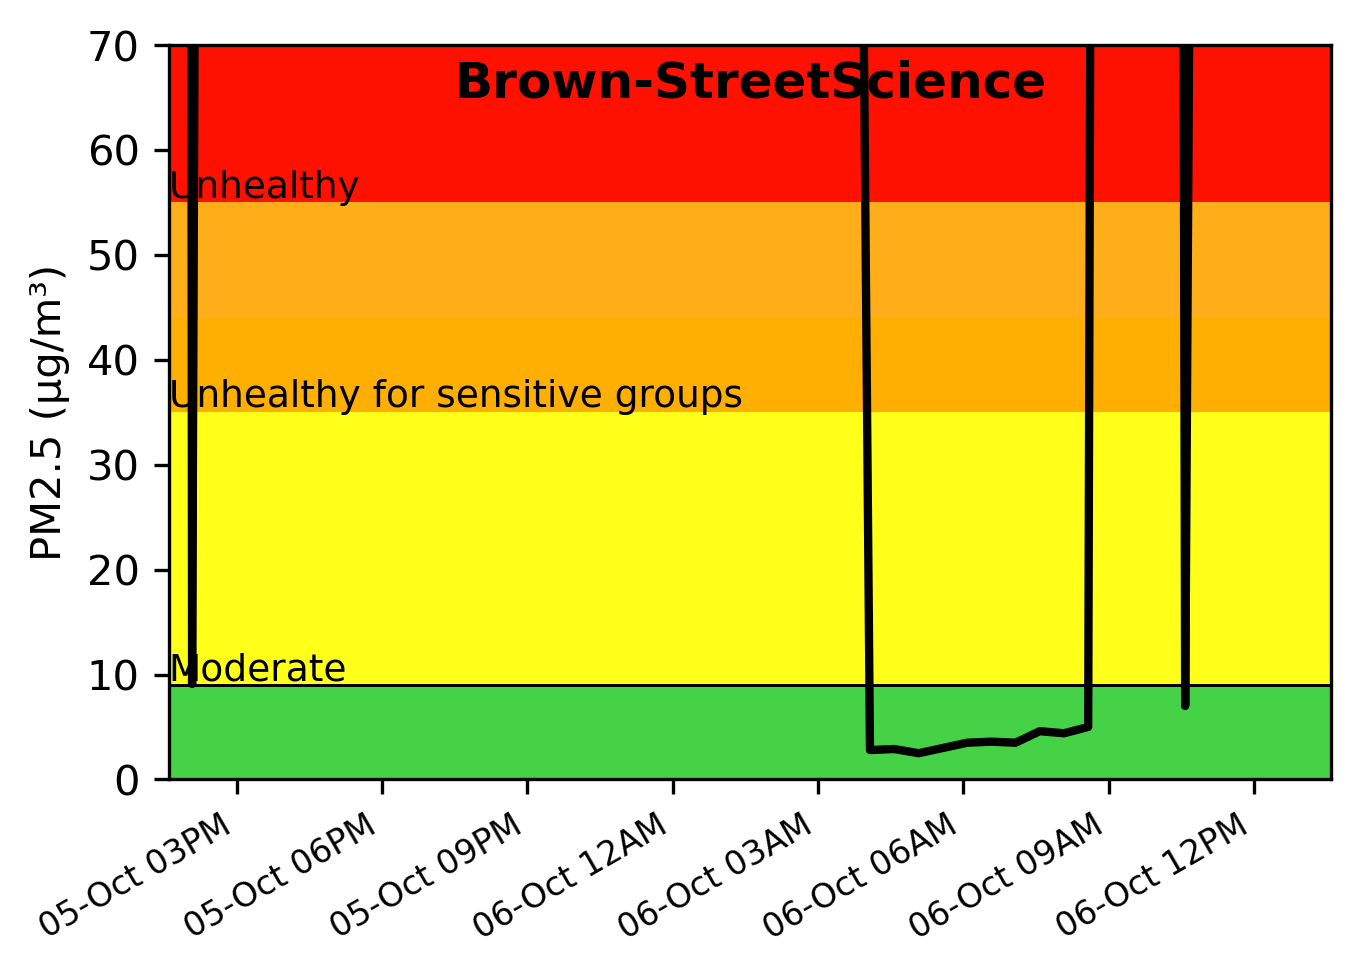 Brown-StreetScience
PM2.5 (µg/m³)
70
60
50
40
30
20
10
0
Unhealthy
Unhealthy for sensitive groups
Moderate
05-Oct 03PM
05-Oct 06PM
05-Oct 09PM
06-Oct 12AM
06-Oct 03AM
06-Oct 06AM
06-Oct 09AM
06-Oct 12PM